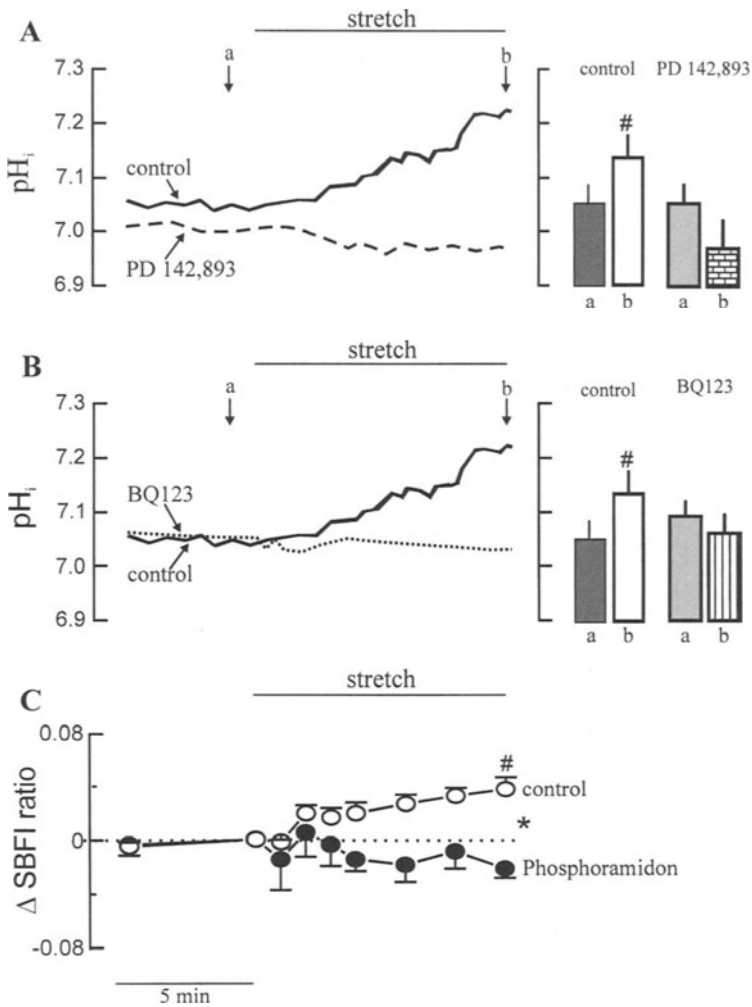 A
stretch
a
b
7.3
7.2
7.1
7.0
6.9
pHi
control
PD 142,893
control
PD 142,893
#
a
b
a
b
B
stretch
a
b
7.3
7.2
7.1
7.0
6.9
pHi
BQ123
control
control
BQ123
#
a
b
a
b
C
stretch
0.08
0
-0.08
Δ SBFI ratio
#
control
*
Phosphoramidon
5 min